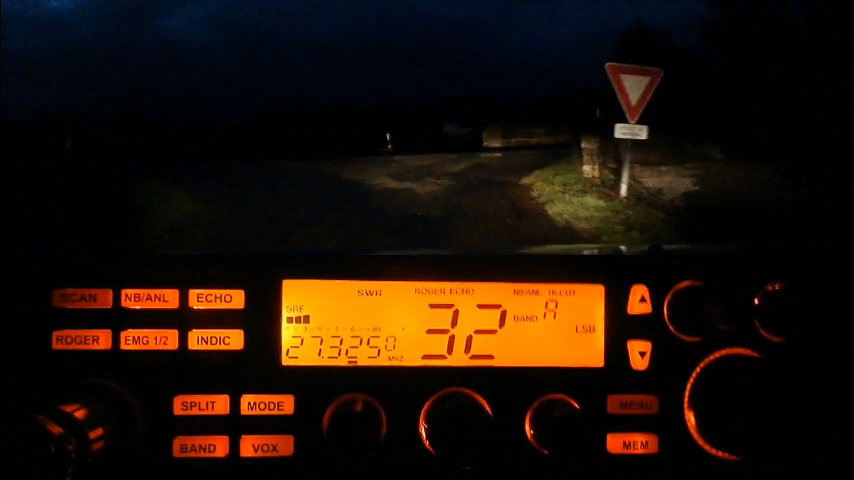 SCAN NB/ANL ECHO
ROGER EMG 1/2 INDIC
SWR ROGER ECHO NB/ANL HI-CUT
SRF
32 BAND A
LSB
27.3250 MHZ
SPLIT MODE
BAND VOX
MENU
MEM